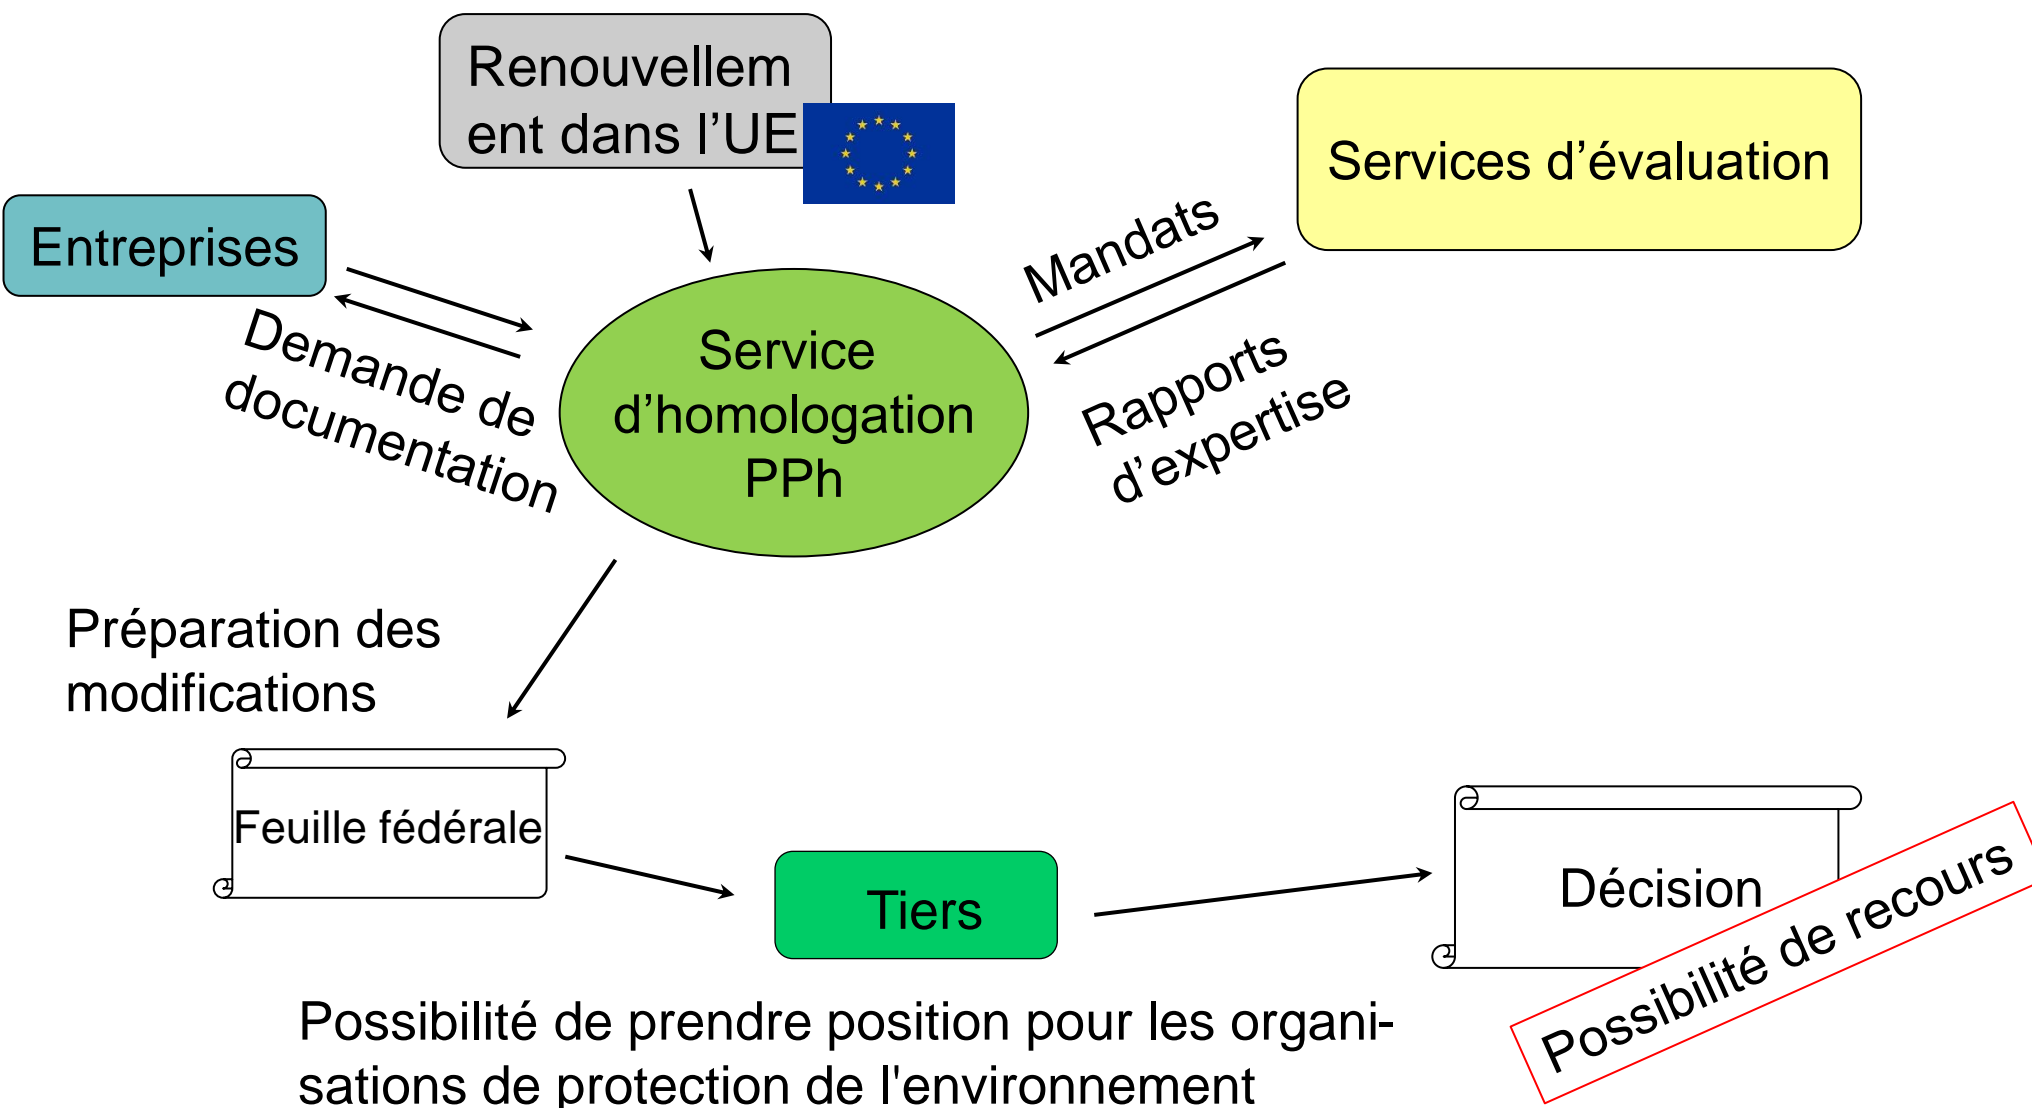 Renouvellem
ent dans l’UE
Services d’évaluation
Entreprises
Mandats
Demande de
documentation
Service
d’homologation
PPh
Rapports
d’expertise
Préparation des
modifications
Feuille fédérale
Tiers
Décision
Possibilité de recours
Possibilité de prendre position pour les organi-
sations de protection de l'environnement